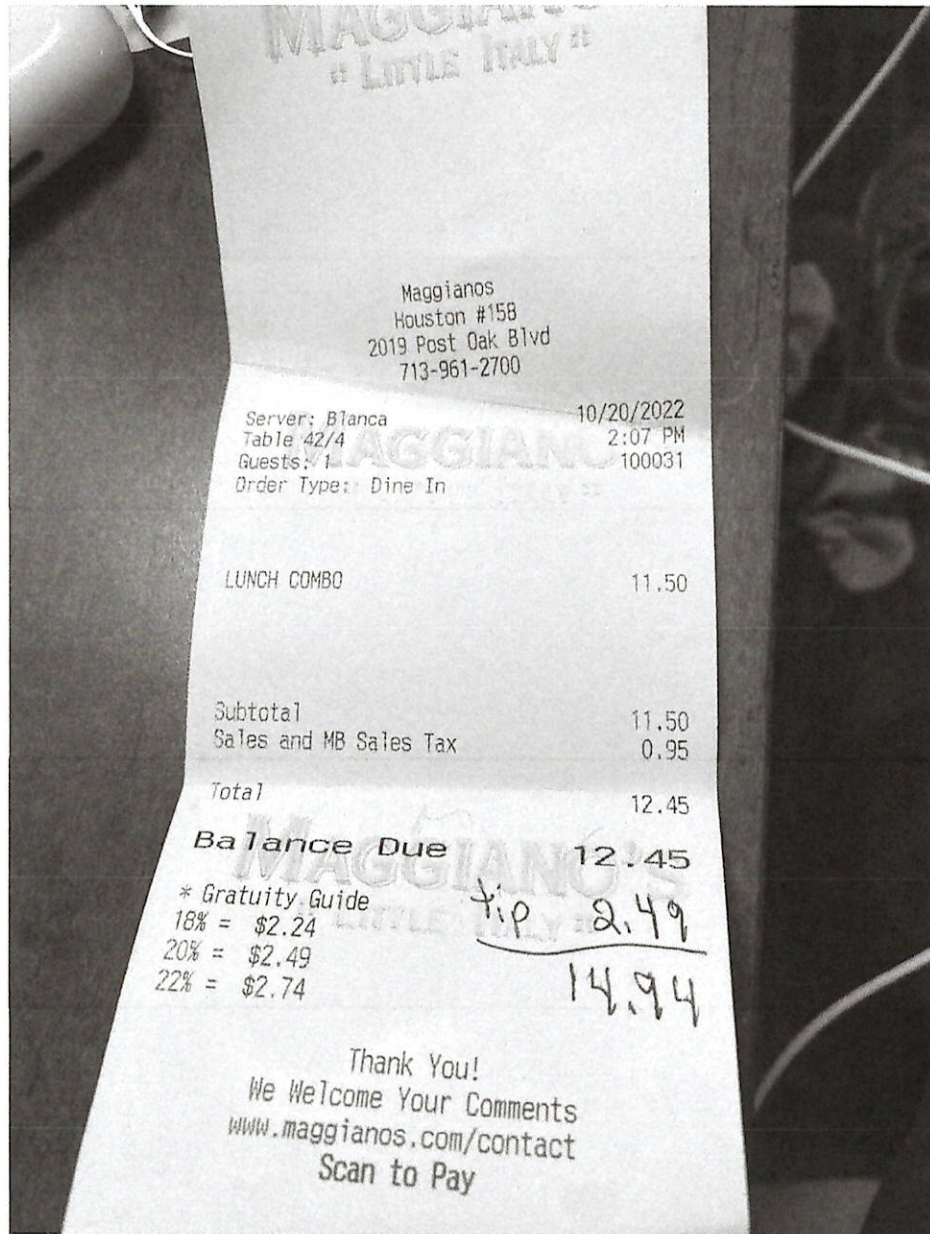 MAGGIANO'S
" LITTLE ITALY "
Maggianos
Houston #158
2019 Post Oak Blvd
713-961-2700
Server: Blanca 10/20/2022
Table 42/4 2:07 PM
Guests: 1 100031
Order Type: Dine In
MAGGIANO'S
LUNCH COMBO 11.50
Subtotal 11.50
Sales and MB Sales Tax 0.95
Total 12.45
Balance Due 12.45
MAGGIANO'S
" LITTLE ITALY "
* Gratuity Guide tip 2.49
18% = $2.24
20% = $2.49 14.94
22% = $2.74
Thank You!
We Welcome Your Comments
www.maggianos.com/contact
Scan to Pay